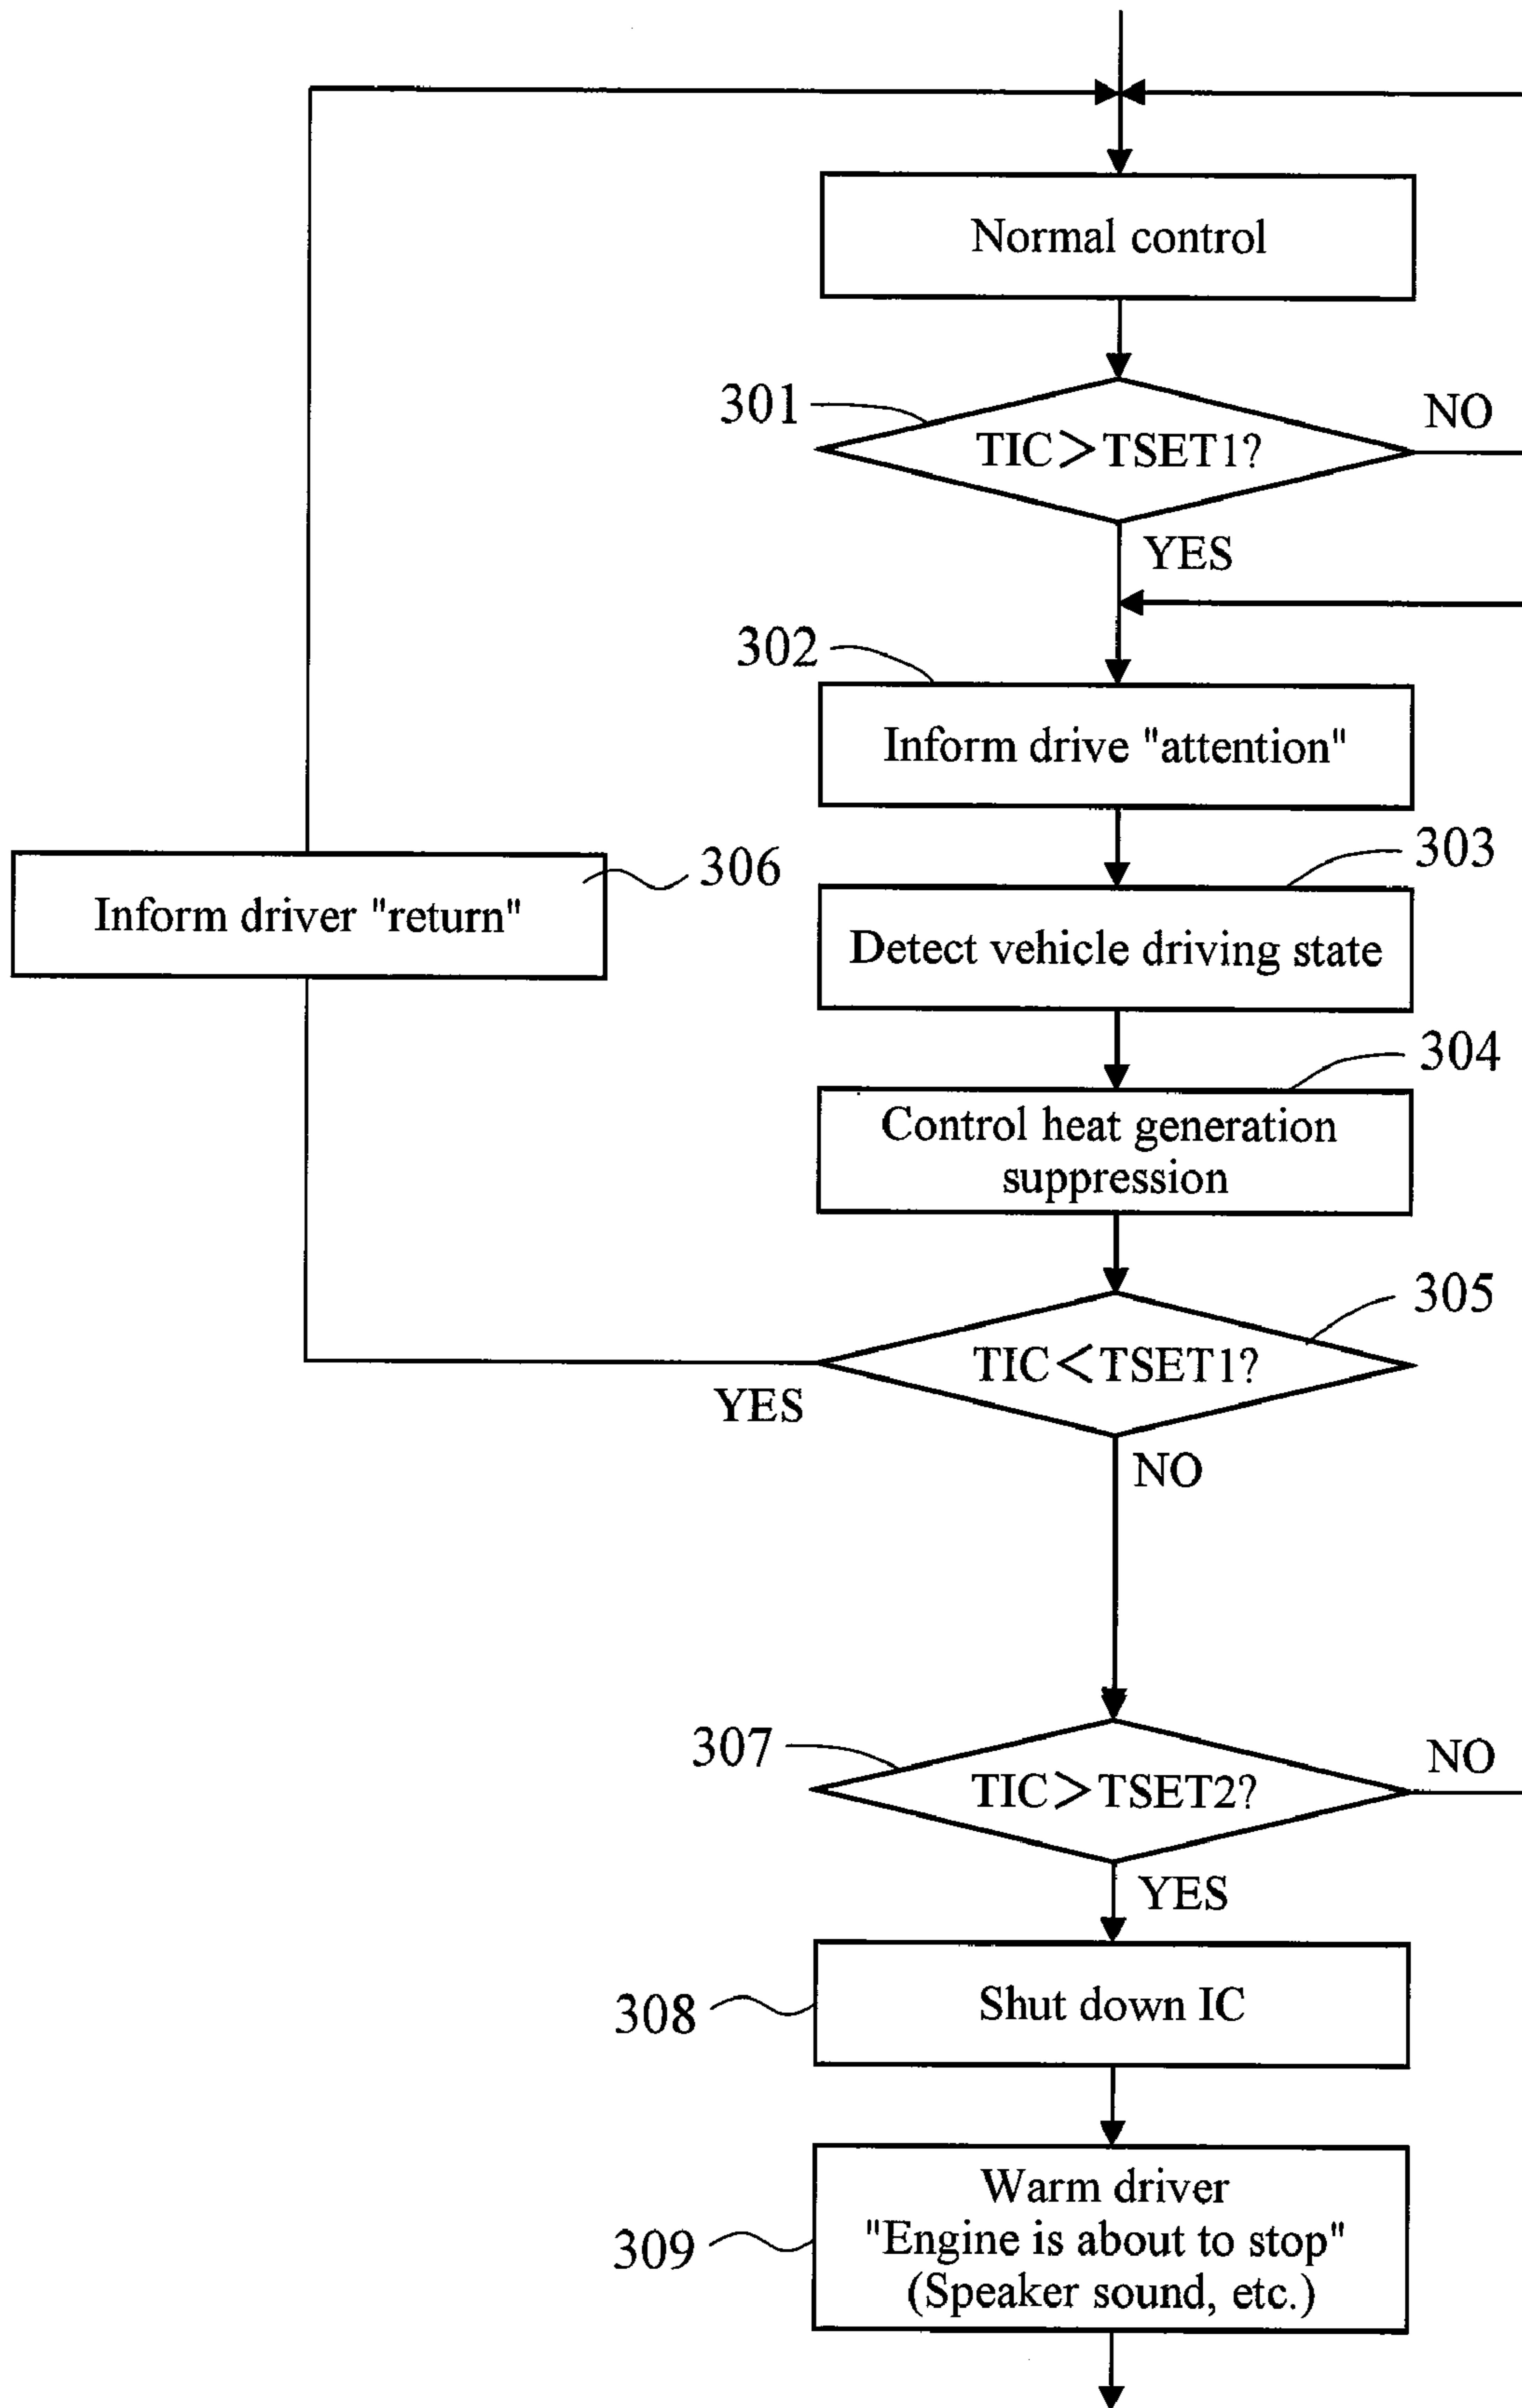 Normal control
301
TIC>TSET1?
NO
YES
302
Inform drive "attention"
303
306
Inform driver "return"
Detect vehicle driving state
304
Control heat generation
suppression
305
TIC<TSET1?
YES
NO
307
TIC>TSET2?
NO
YES
308
Shut down IC
309
Warm driver
"Engine is about to stop"
(Speaker sound, etc.)